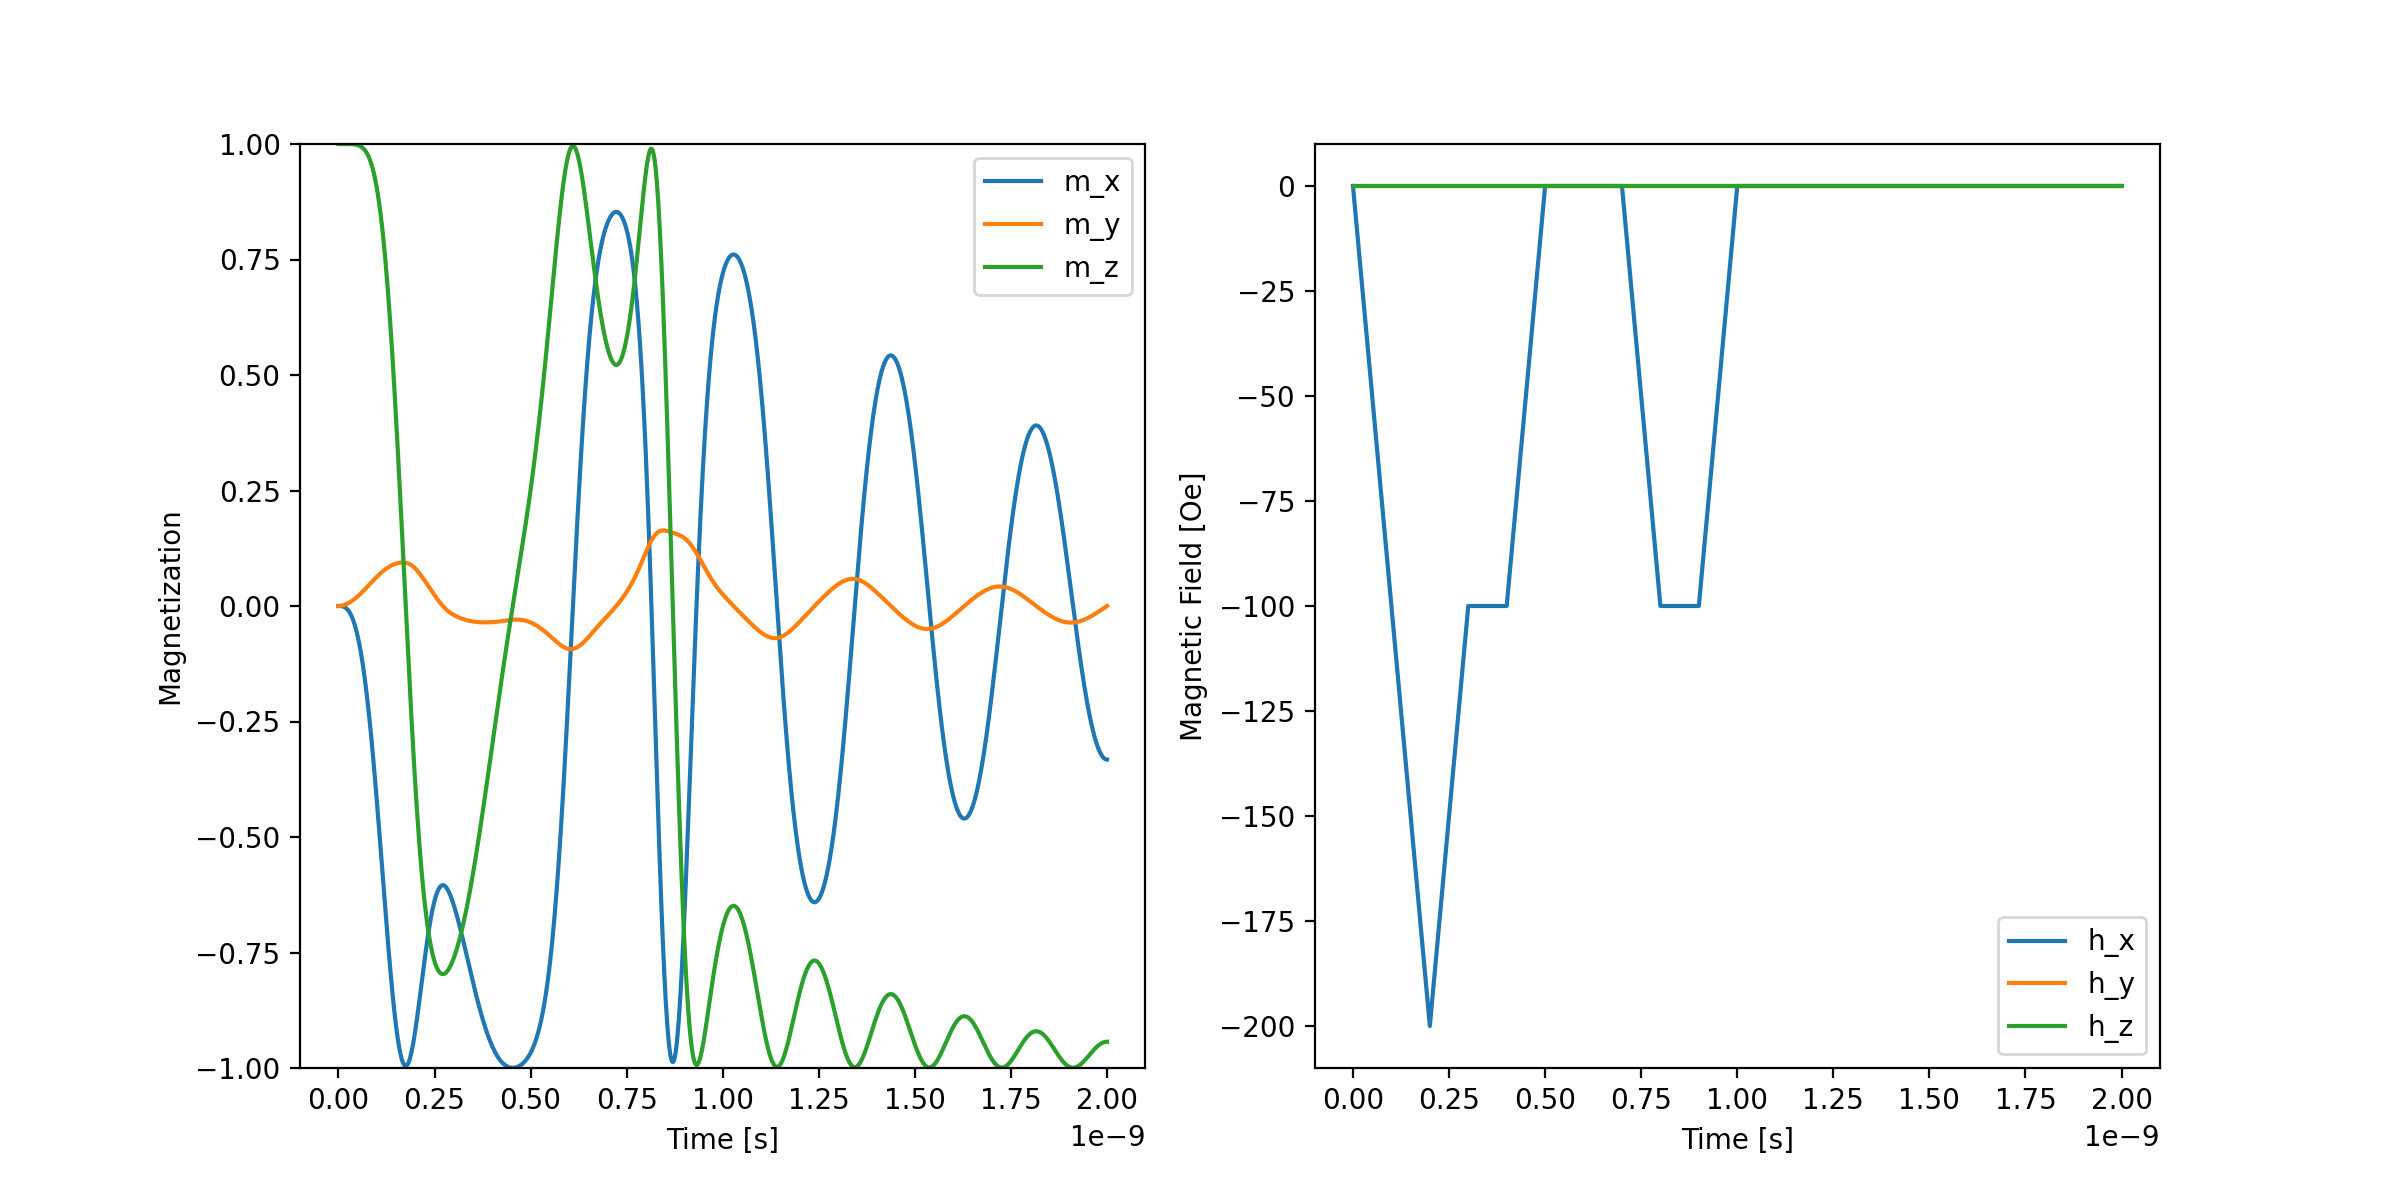 1.00
0.75
0.50
0.25
0.00
−0.25
−0.50
−0.75
−1.00
Magnetization
m_x
m_y
m_z
0.00 0.25 0.50 0.75 1.00 1.25 1.50 1.75 2.00
Time [s]
1e−9
0
−25
−50
−75
−100
−125
−150
−175
−200
Magnetic Field [Oe]
h_x
h_y
h_z
0.00 0.25 0.50 0.75 1.00 1.25 1.50 1.75 2.00
Time [s]
1e−9